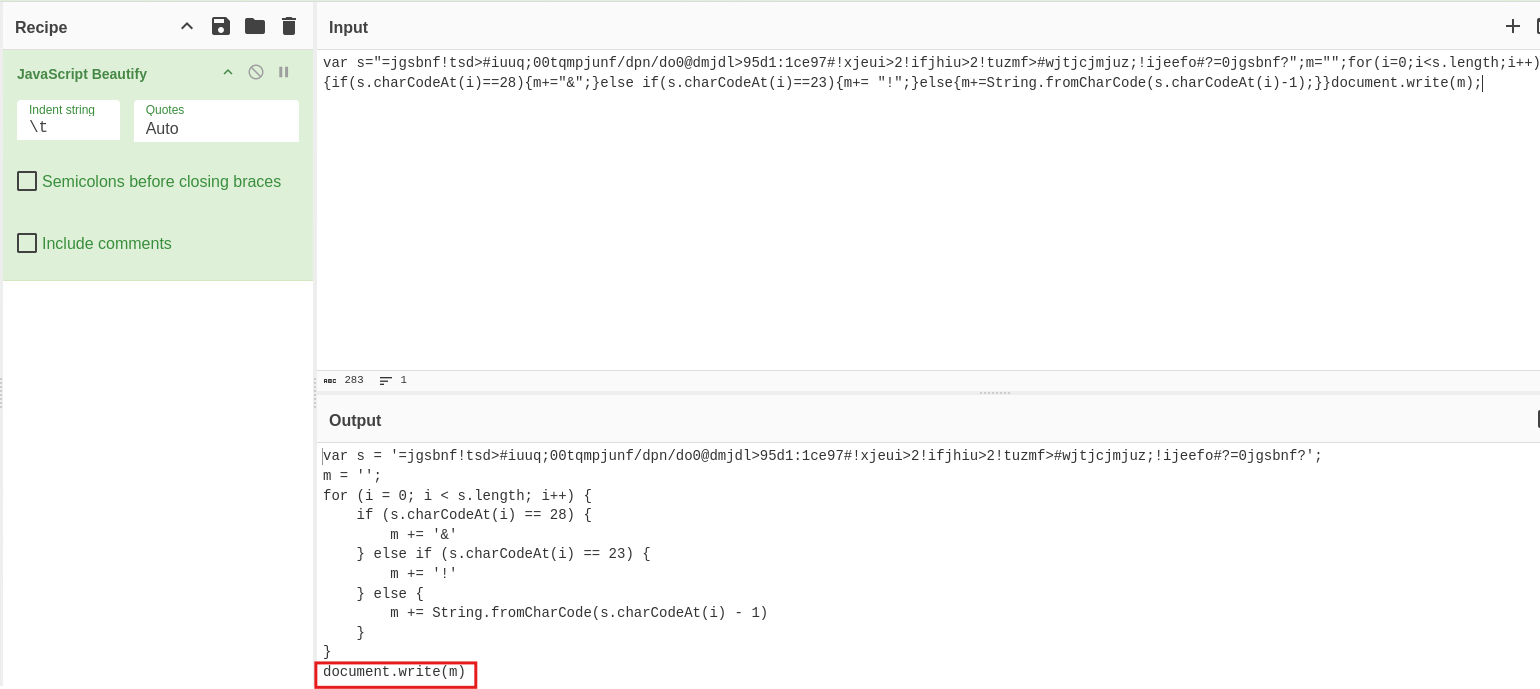 Recipe
JavaScript Beautify
Indent string
\t
Quotes
Auto
Semicolons before closing braces
Include comments
Input
var s="=jgsbnf!tsd>#iuuq;00tqmpjunf/dpn/do0@dmjdl>95d1:1ce97#!xjeui>2!ifjhiu>2!tuzmf>#wjtjcjmjuz;!ijeefo#?=0jgsbnf?";m="";for(i=0;i<s.length;i++)
{if(s.charCodeAt(i)==28){m+="&";}else if(s.charCodeAt(i)==23){m+= "!";}else{m+=String.fromCharCode(s.charCodeAt(i)-1);}}document.write(m);
ABC 283 1
Output
var s = '=jgsbnf!tsd>#iuuq;00tqmpjunf/dpn/do0@dmjdl>95d1:1ce97#!xjeui>2!ifjhiu>2!tuzmf>#wjtjcjmjuz;!ijeefo#?=0jgsbnf?';
m = '';
for (i = 0; i < s.length; i++) {
    if (s.charCodeAt(i) == 28) {
        m += '&'
    } else if (s.charCodeAt(i) == 23) {
        m += '!'
    } else {
        m += String.fromCharCode(s.charCodeAt(i) - 1)
    }
}
document.write(m)